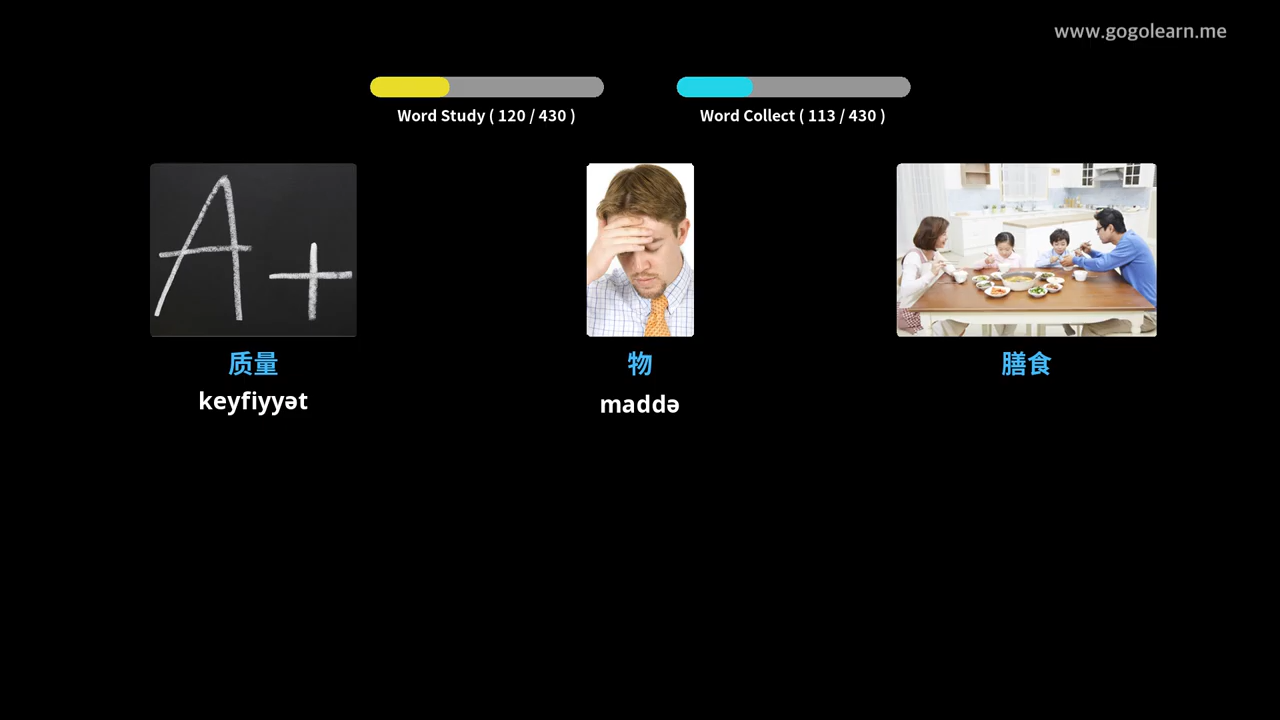 www.gogolearn.me
Word Study ( 120 / 430 )
Word Collect ( 113 / 430 )
A+
质量
物
膳食
keyfiyyət
maddə